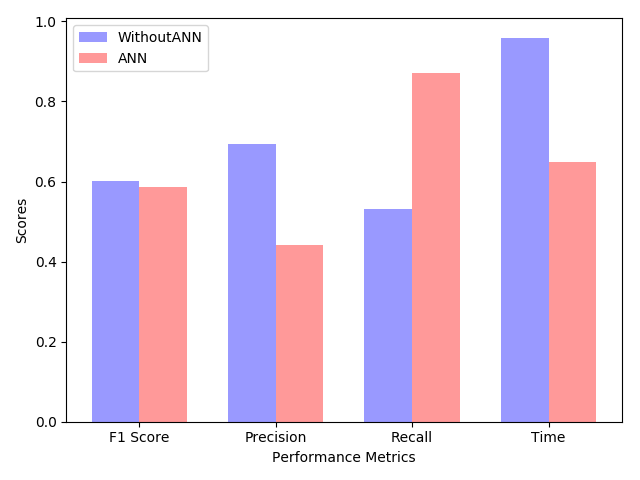 WithoutANN
ANN
1.0
0.8
0.6
0.4
0.2
0.0
Scores
F1 Score
Precision
Recall
Time
Performance Metrics